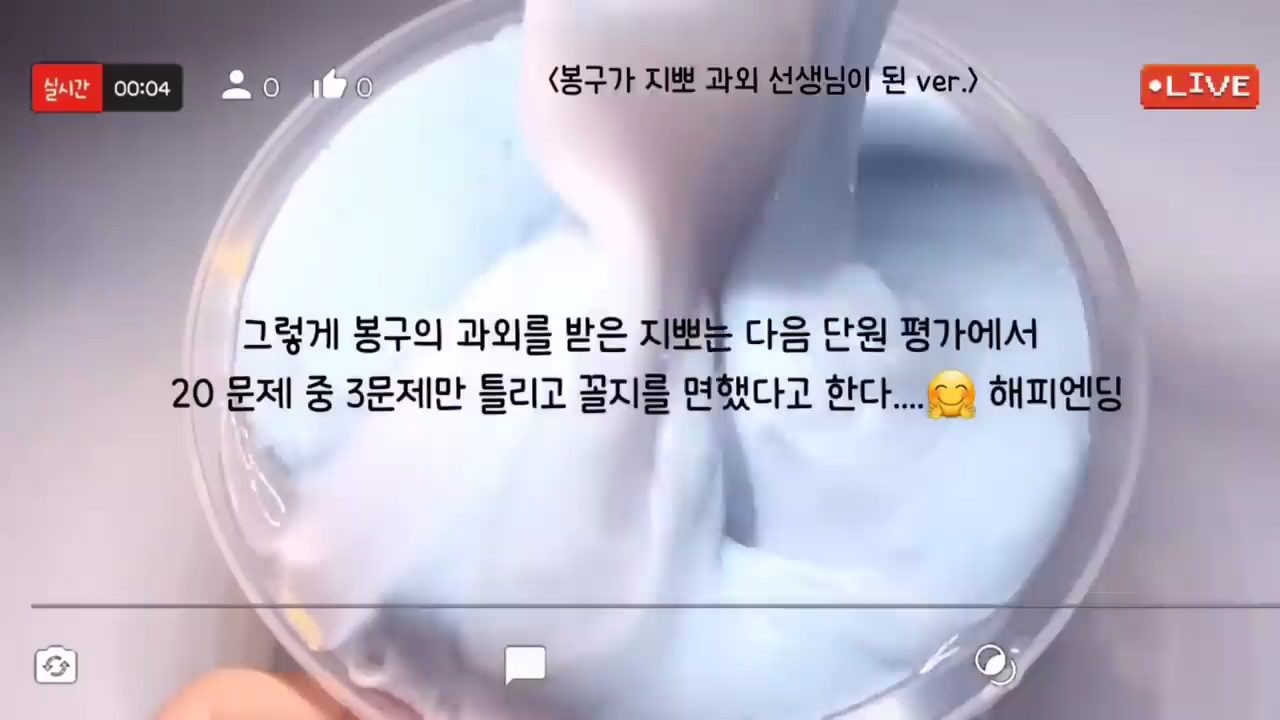 실시간 00:04 0 0 〈봉구가 지뽀 과외 선생님이 된 ver.〉 LIVE
그렇게 봉구의 과외를 받은 지뽀는 다음 단원 평가에서
20 문제 중 3문제만 틀리고 꼴지를 면했다고 한다....🤗 해피엔딩